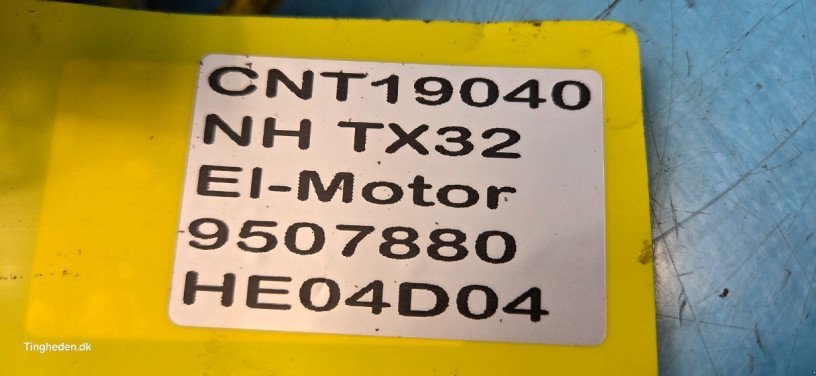 CNT19040
NH TX32
El-Motor
9507880
HE04D04
Tingheden.dk